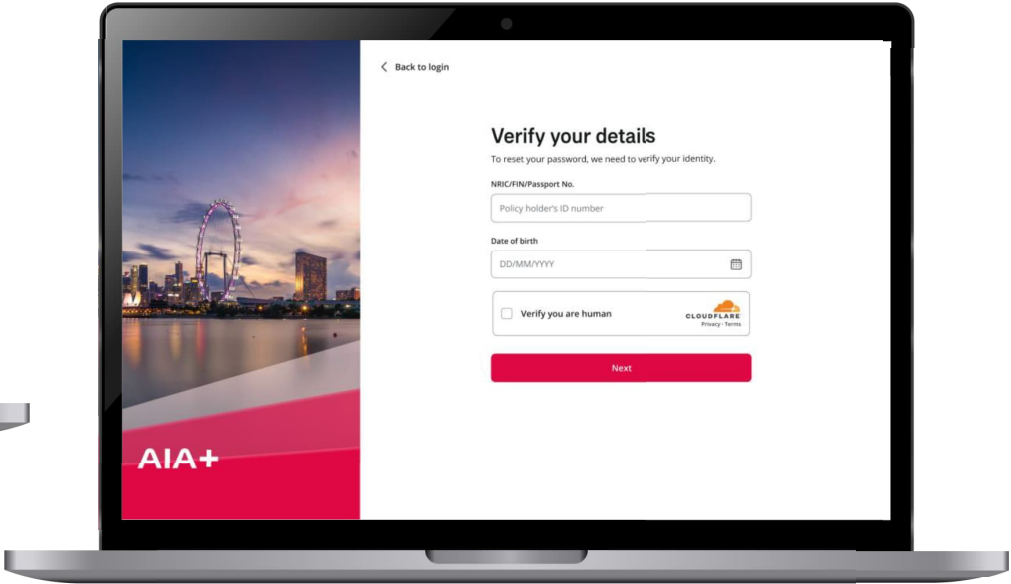 Back to login
Verify your details
To reset your password, we need to verify your identity.
NRIC/FIN/Passport No.
Policy holder's ID number
Date of birth
DD/MM/YYYY
Verify you are human
CLOUDFLARE
Privacy · Terms
Next
AIA+